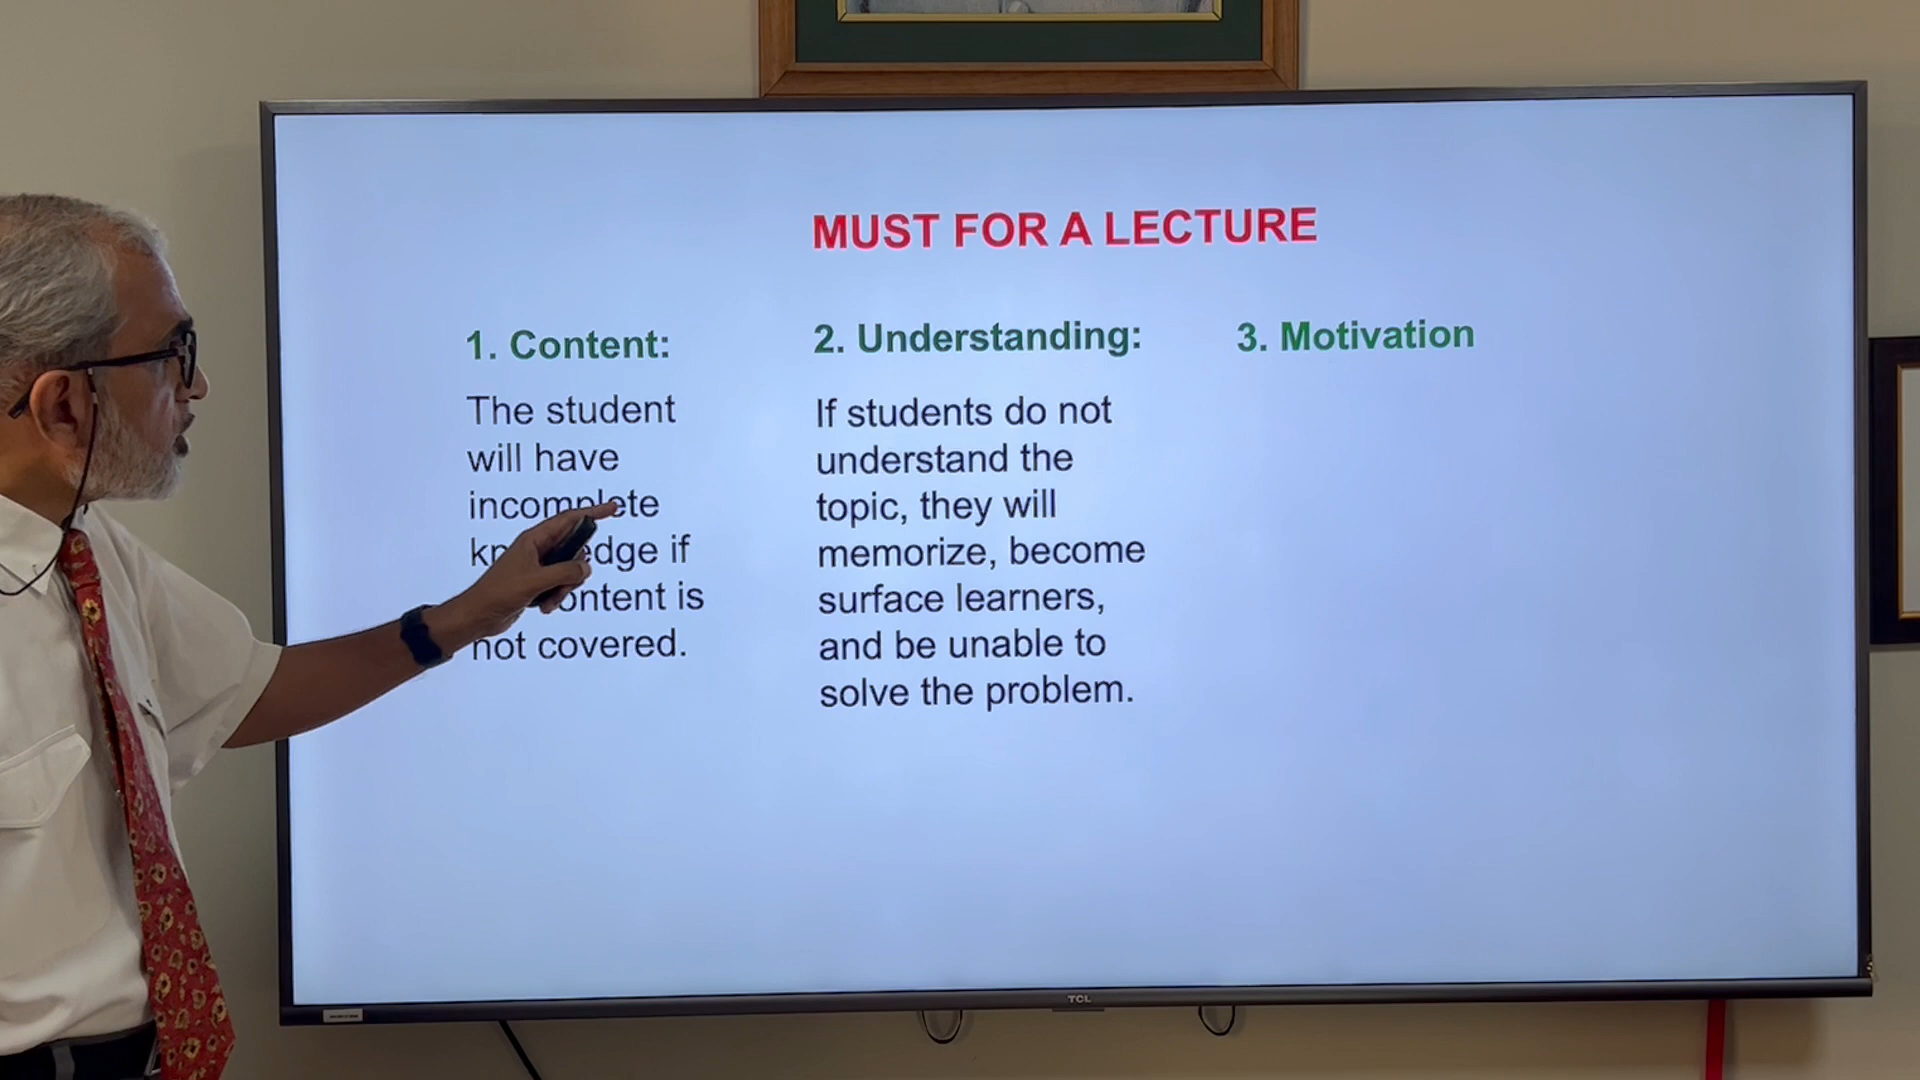 MUST FOR A LECTURE
1. Content:
The student
will have
incomplete
if
content is
not covered.
2. Understanding:
If students do not
understand the
topic, they will
memorize, become
surface learners,
and be unable to
solve the problem.
3. Motivation
TCL